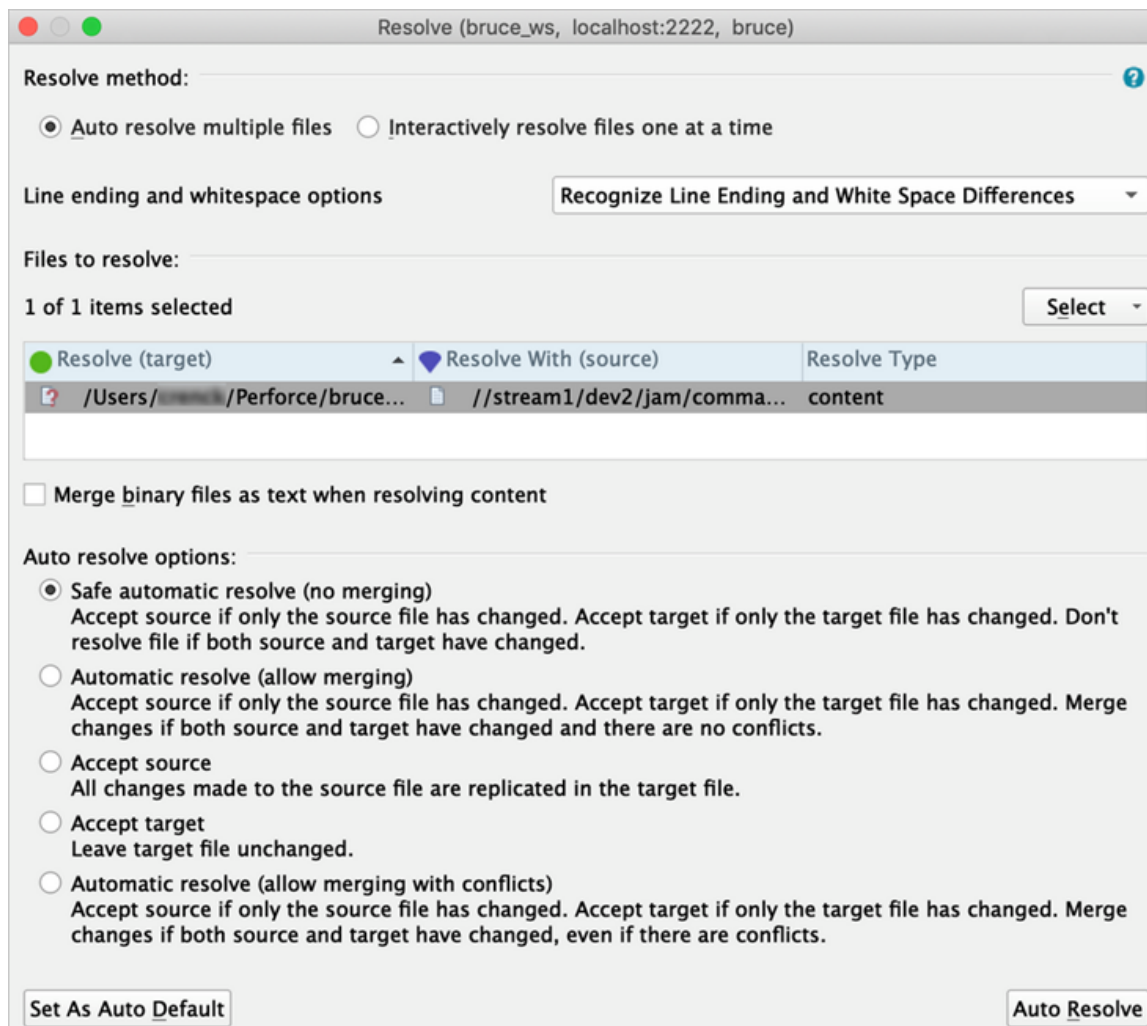 Resolve (bruce_ws, localhost:2222, bruce)
Resolve method:
Auto resolve multiple files Interactively resolve files one at a time
Line ending and whitespace options Recognize Line Ending and White Space Differences
Files to resolve:
1 of 1 items selected Select
Resolve (target) Resolve With (source) Resolve Type
/Users/ /Perforce/bruce... //stream1/dev2/jam/comma... content
Merge binary files as text when resolving content
Auto resolve options:
Safe automatic resolve (no merging)
Accept source if only the source file has changed. Accept target if only the target file has changed. Don't
resolve file if both source and target have changed.
Automatic resolve (allow merging)
Accept source if only the source file has changed. Accept target if only the target file has changed. Merge
changes if both source and target have changed and there are no conflicts.
Accept source
All changes made to the source file are replicated in the target file.
Accept target
Leave target file unchanged.
Automatic resolve (allow merging with conflicts)
Accept source if only the source file has changed. Accept target if only the target file has changed. Merge
changes if both source and target have changed, even if there are conflicts.
Set As Auto Default Auto Resolve